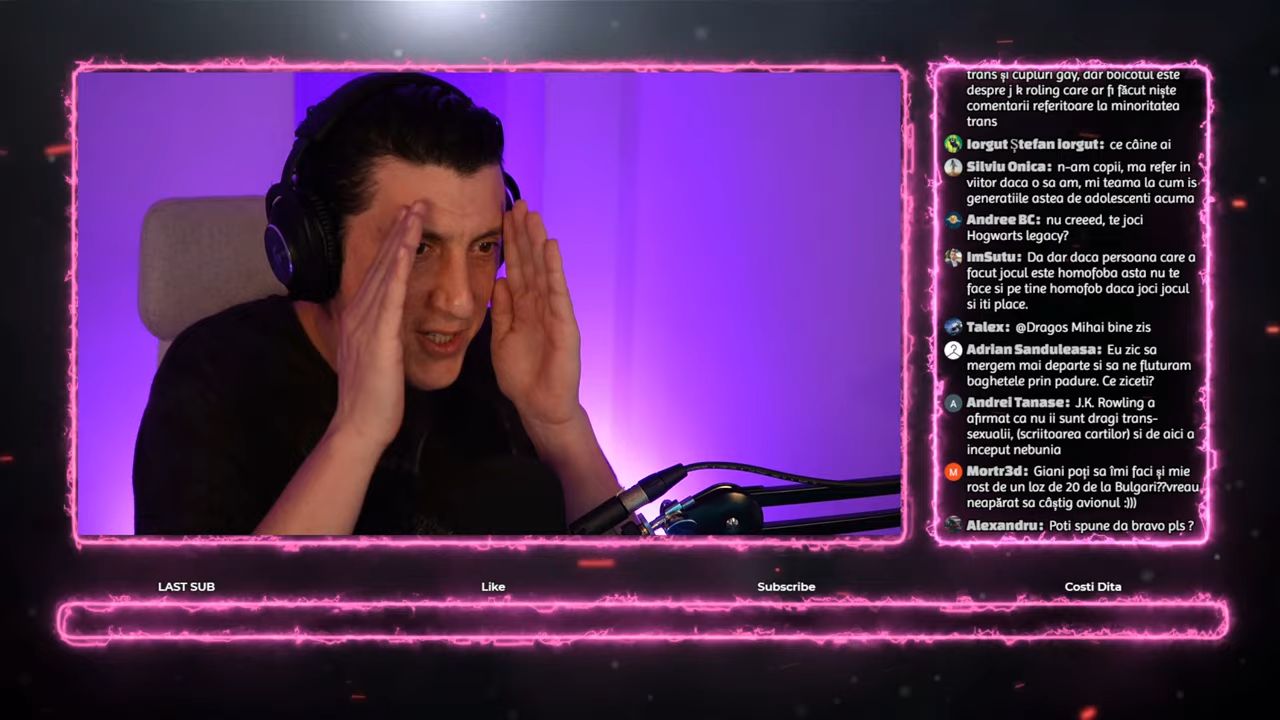 trans și cupluri gay, dar boicotul este
despre j k roling care ar fi făcut niște
comentarii referitoare la minoritatea
trans
Iorgut Ștefan Iorgut: ce câine ai
Silviu Onica: n-am copii, ma refer in
viitor daca o sa am, mi teama la cum is
generatiile astea de adolescenti acuma
Andree BC: nu creeed, te joci
Hogwarts legacy?
ImSutu: Da dar daca persoana care a
facut jocul este homofoba asta nu te
face si pe tine homofob daca joci jocul
si iti place.
Talex: @Dragos Mihai bine zis
Adrian Sanduleasa: Eu zic sa
mergem mai departe si sa ne fluturam
baghetele prin padure. Ce ziceti?
A Andrei Tanase: J.K. Rowling a
afirmat ca nu ii sunt dragi trans-
sexualii, (scriitoarea cartilor) si de aici a
inceput nebunia
M Mortr3d: Giani poți sa îmi faci și mie
rost de un loz de 20 de la Bulgari??vreau
neapărat sa câștig avionul :)))
Alexandru: Poti spune da bravo pls ?
LAST SUB
Like
Subscribe
Costi Dita